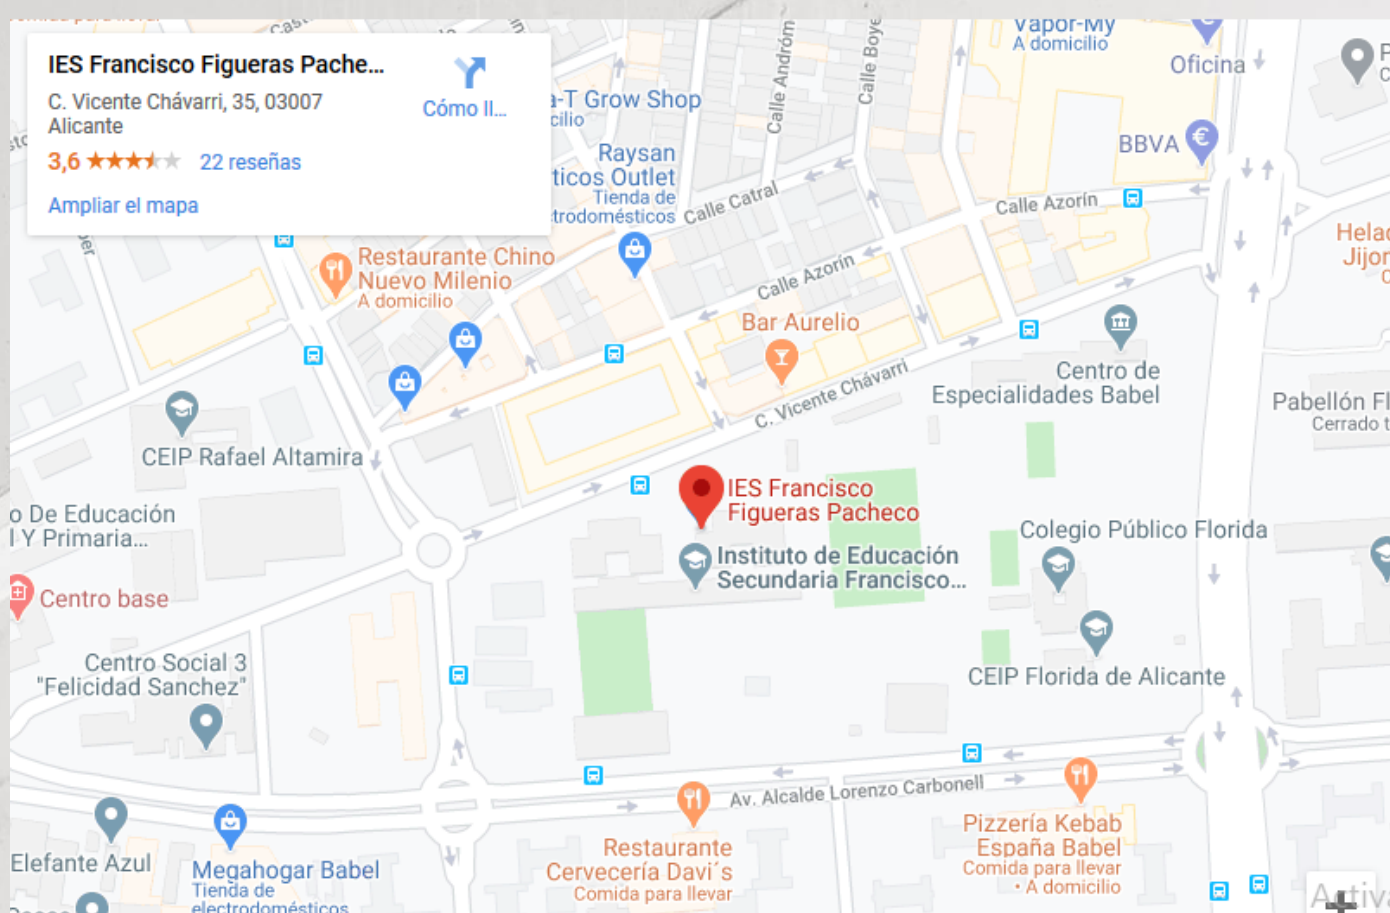 IES Francisco Figueras Pache...
C. Vicente Chávarri, 35, 03007
Alicante
3,6
22 reseñas
Ampliar el mapa
Cómo ll...
Vapor-My
A domicilio
Oficina
BBVA
Calle Boye
Calle Andróm
a-T Grow Shop
Raysan
ticos Outlet
Tienda de
trodomésticos
Calle Catral
Calle Azorín
Calle Azorín
Restaurante Chino
Nuevo Milenio
A domicilio
Bar Aurelio
C. Vicente Chávarri
Centro de
Especialidades Babel
Helad
Jijon
Pabellón Fl
Cerrado t
CEIP Rafael Altamira
IES Francisco
Figueras Pacheco
Instituto de Educación
Secundaria Francisco...
Colegio Público Florida
CEIP Florida de Alicante
o De Educación
l Y Primaria...
Centro base
Centro Social 3
"Felicidad Sanchez"
Av. Alcalde Lorenzo Carbonell
Elefante Azul
Megahogar Babel
Tienda de
electrodomésticos
Restaurante
Cervecería Davi´s
Comida para llevar
Pizzería Kebab
España Babel
Comida para llevar
• A domicilio
Activ